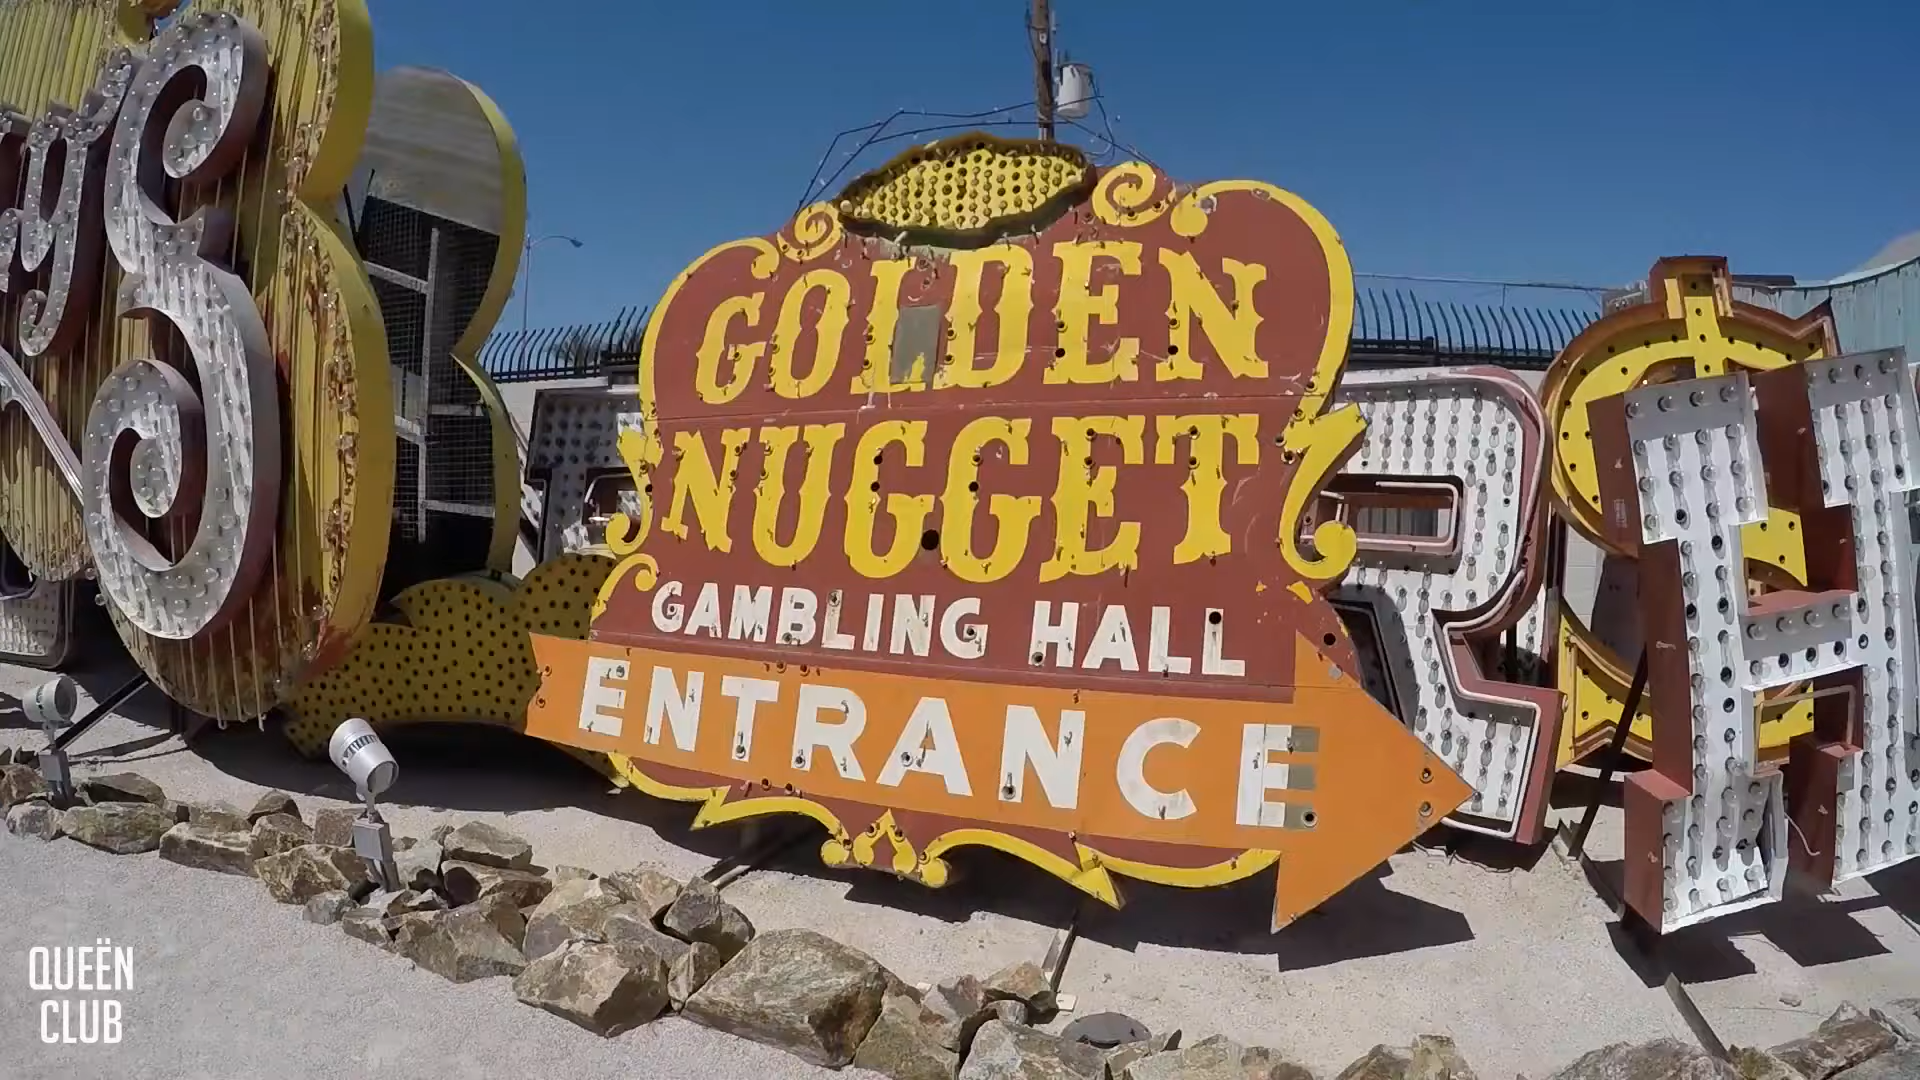 y's
GOLDEN
NUGGET
GAMBLING HALL
ENTRANCE
R
H
QUEËN
CLUB